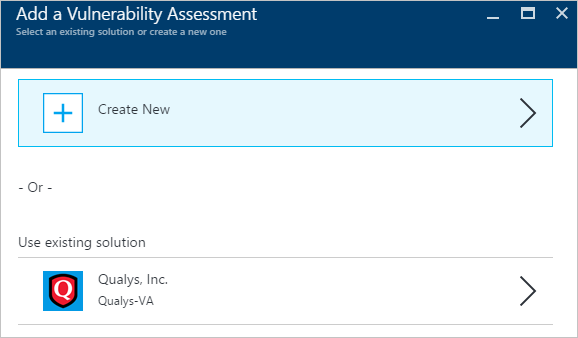 Add a Vulnerability Assessment
Select an existing solution or create a new one
Create New
- Or -
Use existing solution
Q
Qualys, Inc.
Qualys-VA